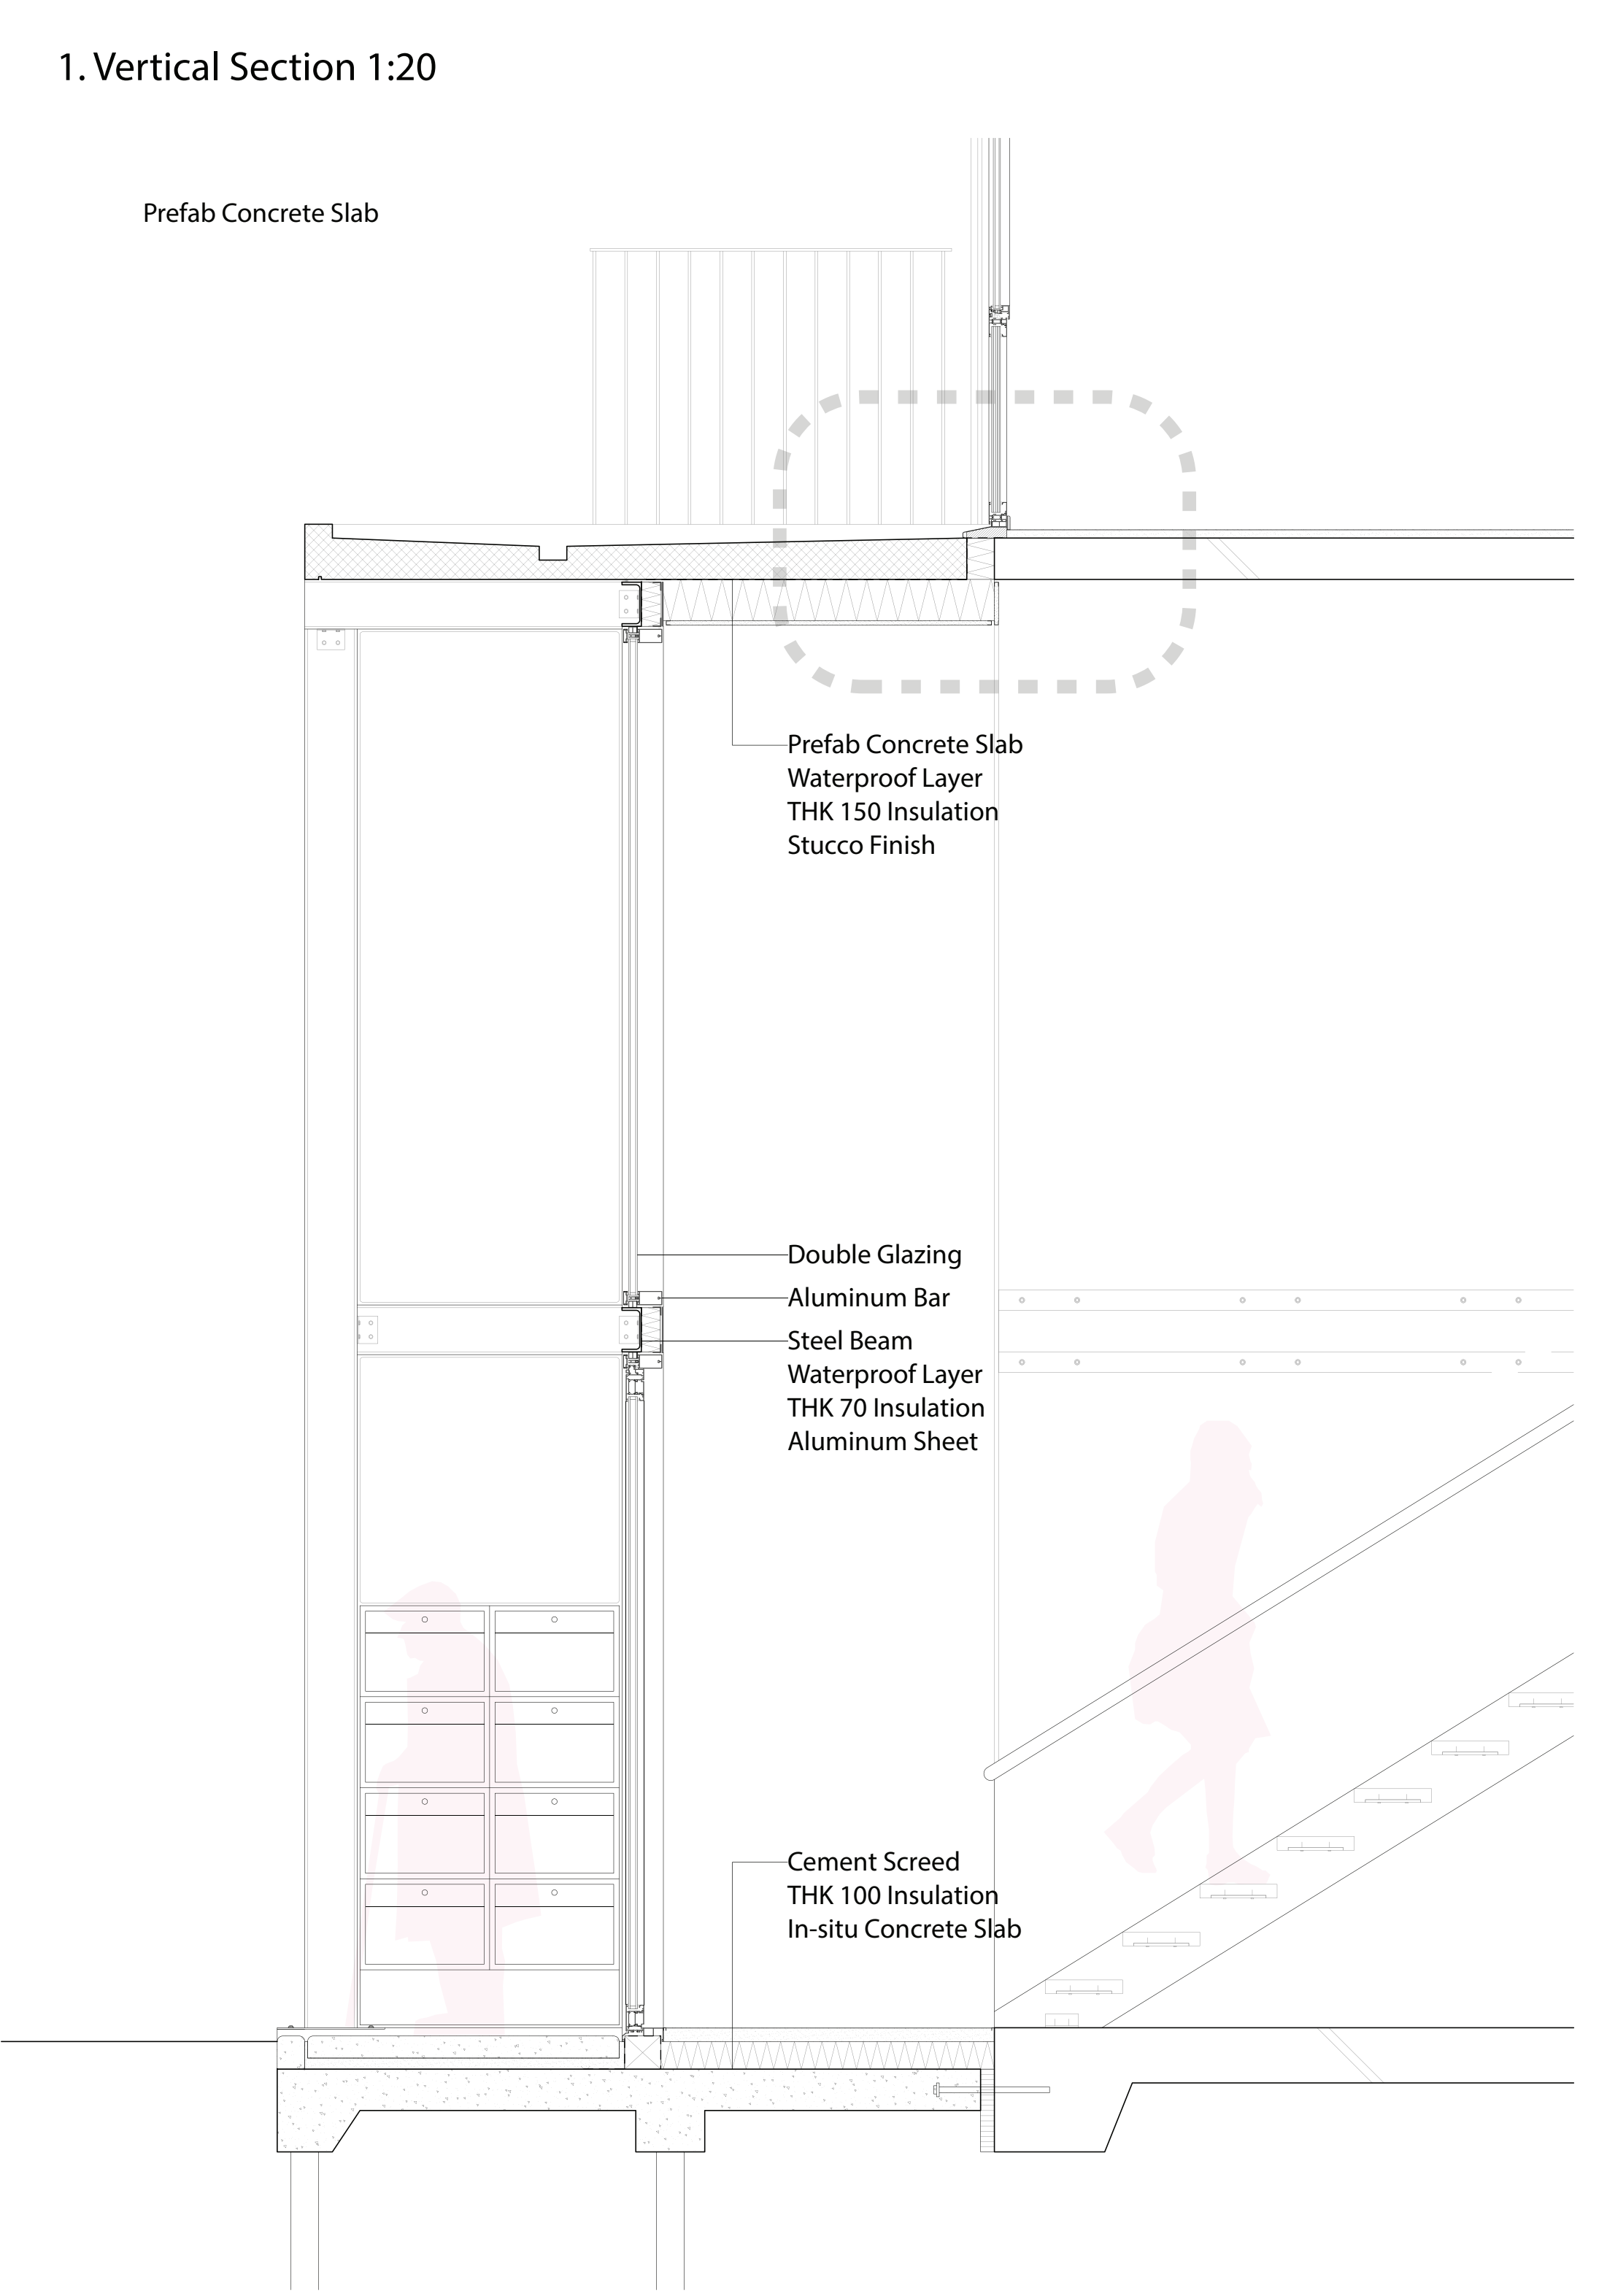 1. Vertical Section 1:20
Prefab Concrete Slab
Prefab Concrete Slab
Waterproof Layer
THK 150 Insulation
Stucco Finish
Double Glazing
Aluminum Bar
Steel Beam
Waterproof Layer
THK 70 Insulation
Aluminum Sheet
Cement Screed
THK 100 Insulation
In-situ Concrete Slab